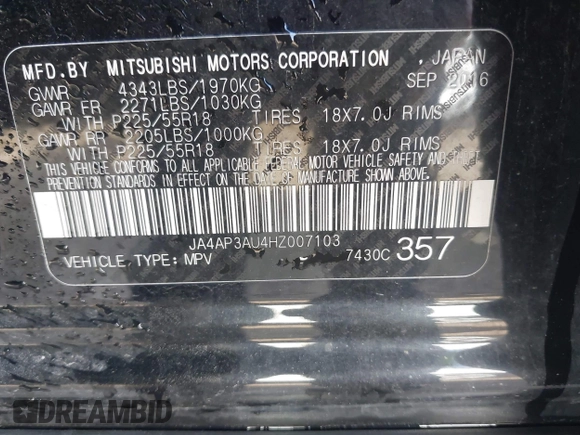 MFD.BY MITSUBISHI MOTORS CORPORATION , JAPAN
GVWR 4343LBS/1970KG SEP 2016
GAWR FR 2271LBS/1030KG
WITH P225/55R18 TIRES 18X7.0J RIMS
GAWR RR 2205LBS/1000KG
WITH P225/55R18 TIRES 18X7.0J RIMS
THIS VEHICLE CONFORMS TO ALL APPLICABLE FEDERAL MOTOR VEHICLE SAFETY AND THEFT
PREVENTION STANDARDS IN EFFECT ON THE DATE OF MANUFACTURE SHOWN ABOVE.
JA4AP3AU4HZ007103
VEHICLE TYPE: MPV 7430C 357
DREAMBID